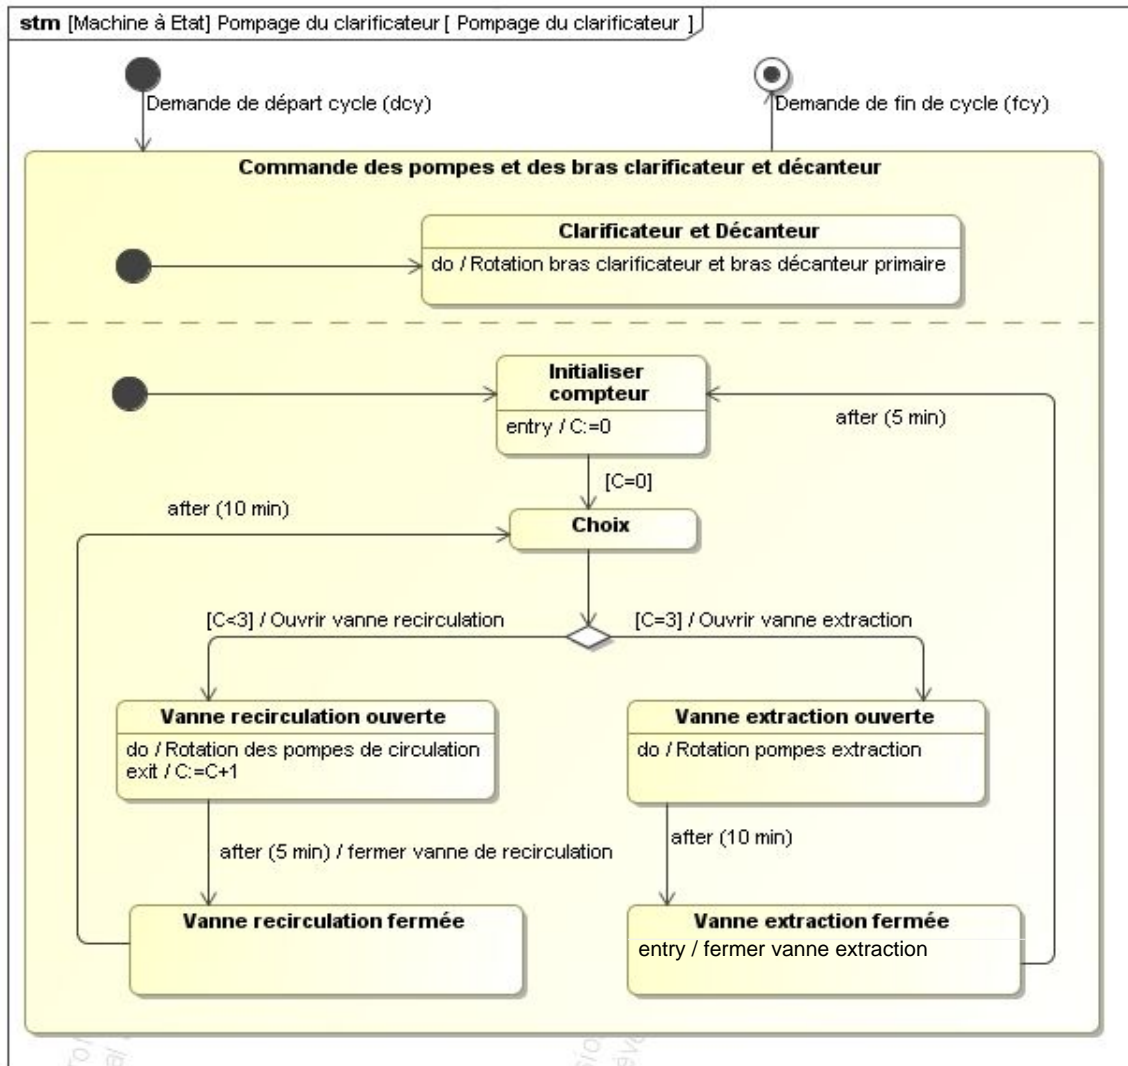 stm [Machine à Etat] Pompage du clarificateur [ Pompage du clarificateur ]
Demande de départ cycle (dcy)
Demande de fin de cycle (fcy)
Commande des pompes et des bras clarificateur et décanteur
Clarificateur et Décanteur
do / Rotation bras clarificateur et bras décanteur primaire
Initialiser
compteur
entry / C:=0
after (5 min)
[C=0]
after (10 min)
Choix
[C<3] / Ouvrir vanne recirculation
[C=3] / Ouvrir vanne extraction
Vanne recirculation ouverte
do / Rotation des pompes de circulation
exit / C:=C+1
Vanne extraction ouverte
do / Rotation pompes extraction
after (5 min) / fermer vanne de recirculation
after (10 min)
Vanne recirculation fermée
Vanne extraction fermée
entry / fermer vanne extraction